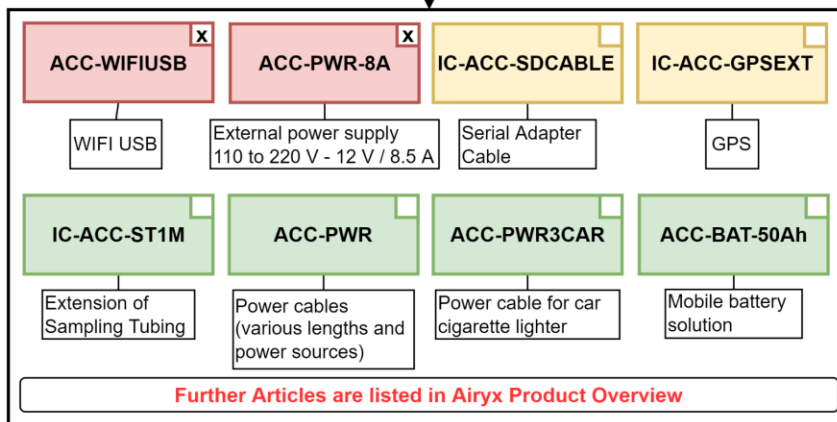 x
x
ACC-WIFIUSB
ACC-PWR-8A
IC-ACC-SDCABLE
IC-ACC-GPSEXT
WIFI USB
External power supply
110 to 220 V - 12 V / 8.5 A
Serial Adapter
Cable
GPS
IC-ACC-ST1M
ACC-PWR
ACC-PWR3CAR
ACC-BAT-50Ah
Extension of
Sampling Tubing
Power cables
(various lengths and
power sources)
Power cable for car
cigarette lighter
Mobile battery
solution
Further Articles are listed in Airyx Product Overview